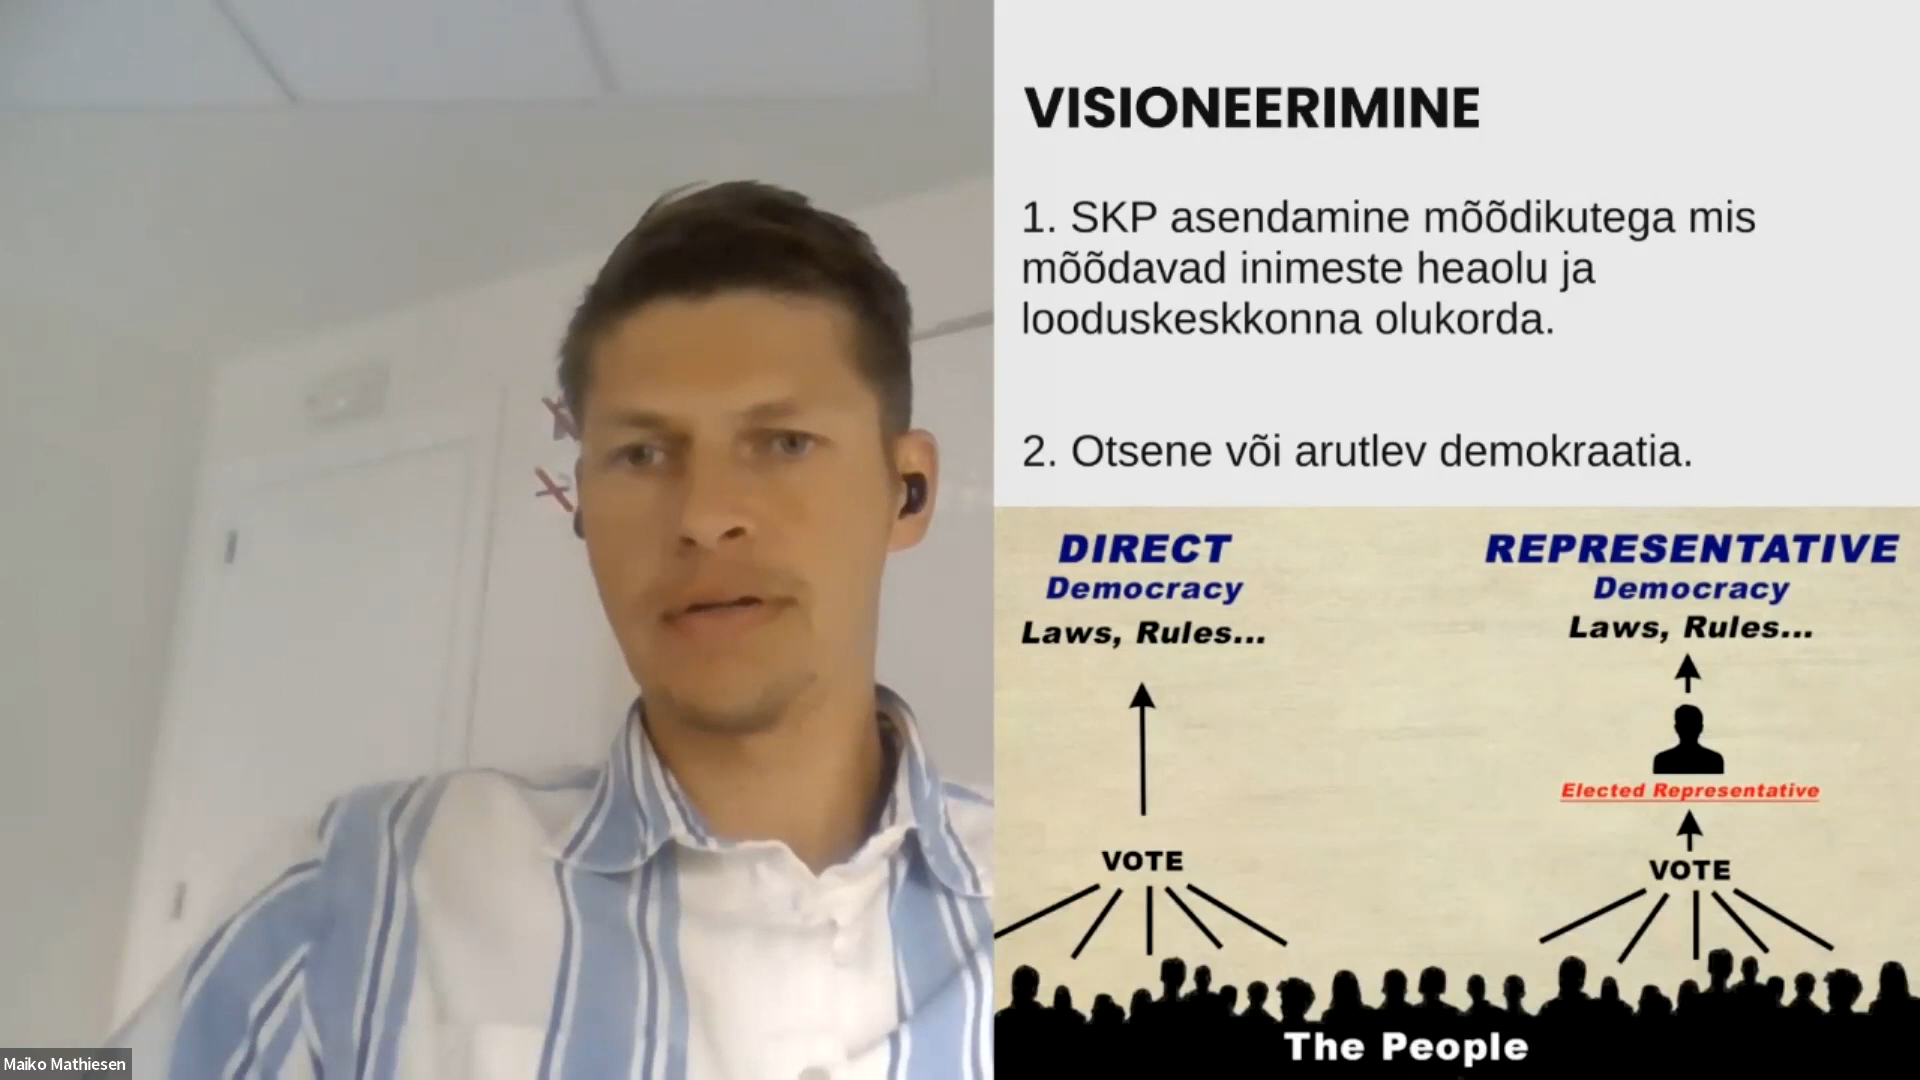 VISIONEERIMINE
1. SKP asendamine mõõdikutega mis
mõõdavad inimeste heaolu ja
looduskeskkonna olukorda.
2. Otsene või arutlev demokraatia.
DIRECT
Democracy
Laws, Rules...
VOTE
REPRESENTATIVE
Democracy
Laws, Rules...
Elected Representative
VOTE
The People
Maiko Mathiesen